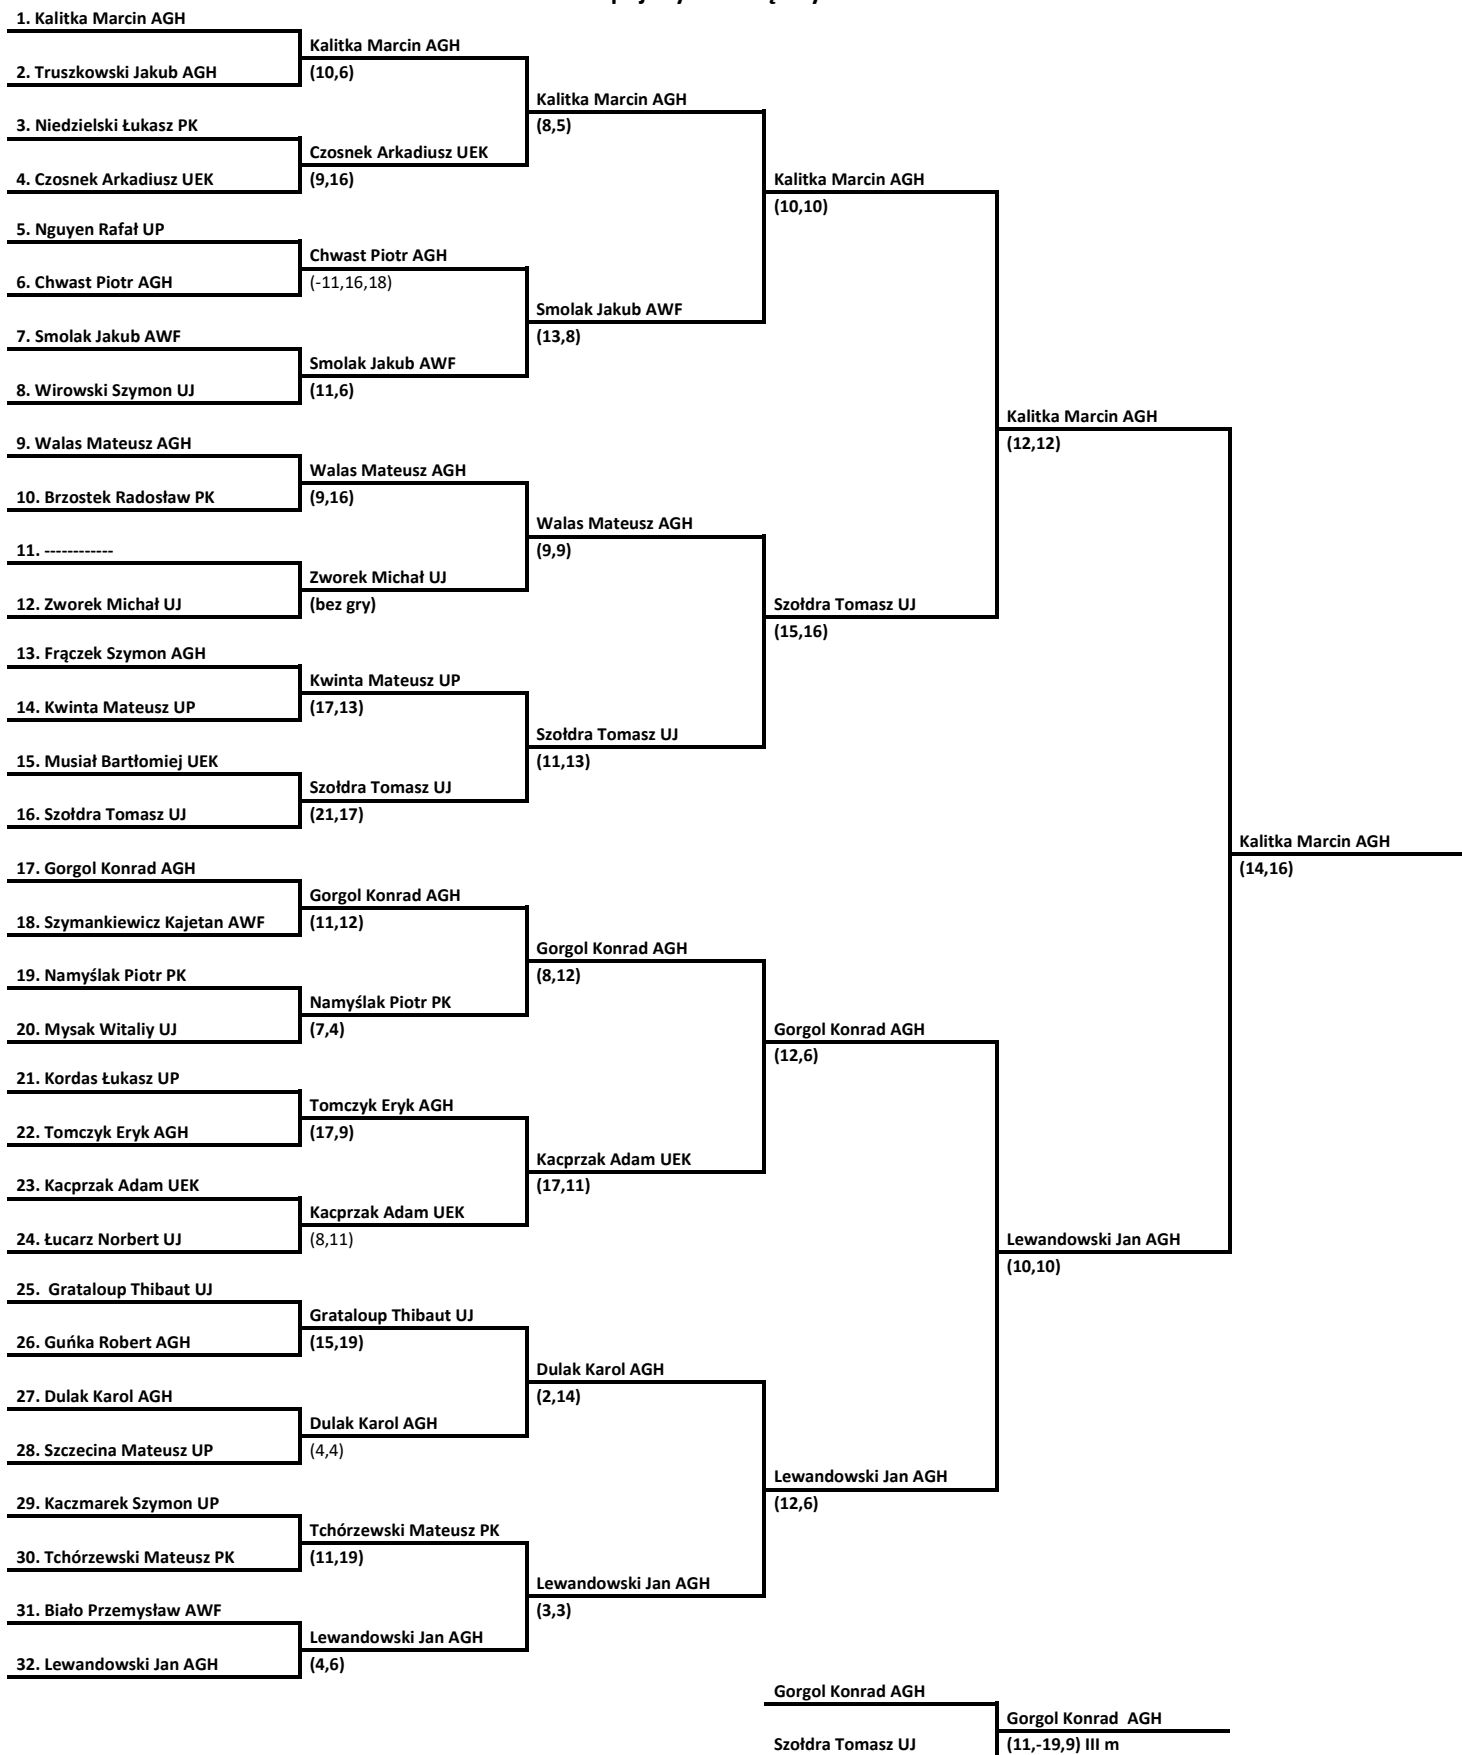 1. Kalitka Marcin AGH
Kalitka Marcin AGH
2. Truszkowski Jakub AGH
(10,6)
Kalitka Marcin AGH
3. Niedzielski Łukasz PK
(8,5)
Czosnek Arkadiusz UEK
4. Czosnek Arkadiusz UEK
(9,16)
Kalitka Marcin AGH
(10,10)
5. Nguyen Rafał UP
Chwast Piotr AGH
6. Chwast Piotr AGH
(-11,16,18)
Smolak Jakub AWF
7. Smolak Jakub AWF
(13,8)
Smolak Jakub AWF
8. Wirowski Szymon UJ
(11,6)
Kalitka Marcin AGH
(12,12)
9. Walas Mateusz AGH
Walas Mateusz AGH
10. Brzostek Radosław PK
(9,16)
Walas Mateusz AGH
11. ------------
(9,9)
Zworek Michał UJ
12. Zworek Michał UJ
(bez gry)
Szołdra Tomasz UJ
(15,16)
13. Frączek Szymon AGH
Kwinta Mateusz UP
14. Kwinta Mateusz UP
(17,13)
Szołdra Tomasz UJ
15. Musiał Bartłomiej UEK
(11,13)
Szołdra Tomasz UJ
16. Szołdra Tomasz UJ
(21,17)
Kalitka Marcin AGH
(14,16)
17. Gorgol Konrad AGH
Gorgol Konrad AGH
18. Szymankiewicz Kajetan AWF
(11,12)
Gorgol Konrad AGH
19. Namyślak Piotr PK
(8,12)
Namyślak Piotr PK
20. Mysak Witaliy UJ
(7,4)
Gorgol Konrad AGH
(12,6)
21. Kordas Łukasz UP
Tomczyk Eryk AGH
22. Tomczyk Eryk AGH
(17,9)
Kacprzak Adam UEK
23. Kacprzak Adam UEK
(17,11)
Kacprzak Adam UEK
24. Łucarz Norbert UJ
(8,11)
Lewandowski Jan AGH
(10,10)
25.  Grataloup Thibaut UJ
Grataloup Thibaut UJ
26. Guńka Robert AGH
(15,19)
Dulak Karol AGH
27. Dulak Karol AGH
(2,14)
Dulak Karol AGH
28. Szczecina Mateusz UP
(4,4)
Lewandowski Jan AGH
(12,6)
29. Kaczmarek Szymon UP
Tchórzewski Mateusz PK
30. Tchórzewski Mateusz PK
(11,19)
Lewandowski Jan AGH
31. Biało Przemysław AWF
(3,3)
Lewandowski Jan AGH
32. Lewandowski Jan AGH
(4,6)
Gorgol Konrad AGH
Gorgol Konrad  AGH
Szołdra Tomasz UJ
(11,-19,9) III m